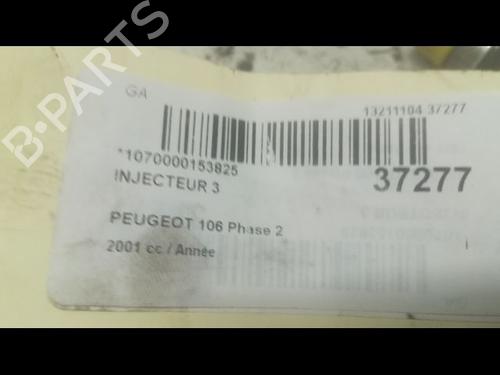 B-PARTS
GA
13211104 37277
*1070000153825
37277
INJECTEUR 3
PEUGEOT 106 Phase 2
2001 cc / Année